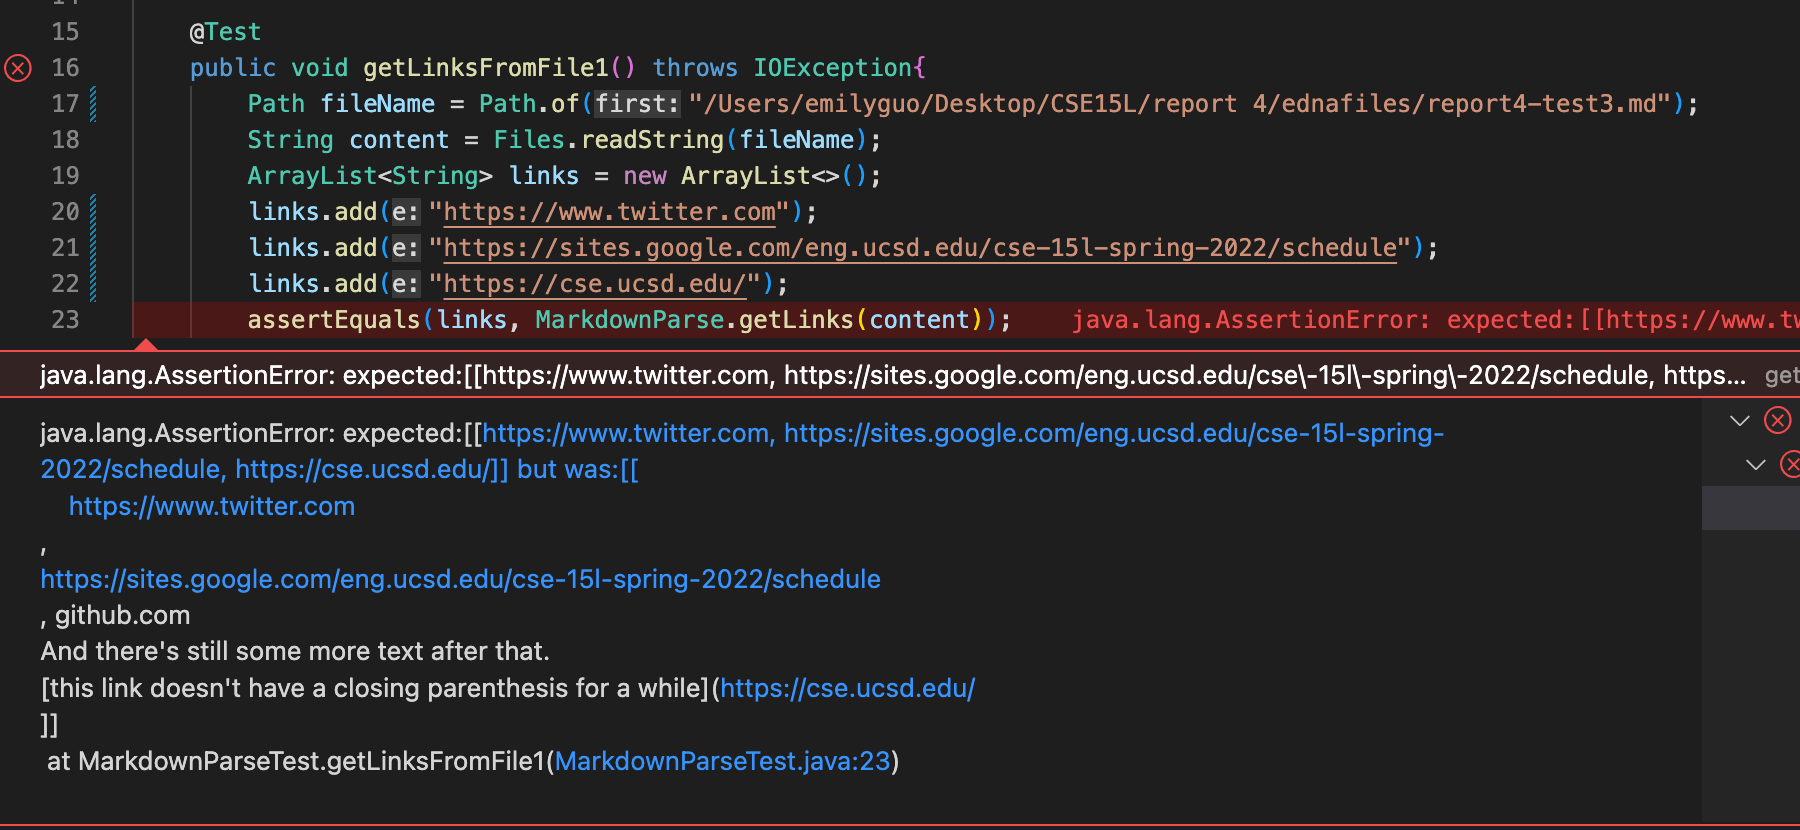 15 @Test
16 public void getLinksFromFile1() throws IOException{
17 Path fileName = Path.of(first:"/Users/emilyguo/Desktop/CSE15L/report 4/ednafiles/report4-test3.md");
18 String content = Files.readString(fileName);
19 ArrayList<String> links = new ArrayList<>();
20 links.add(e:"https://www.twitter.com");
21 links.add(e:"https://sites.google.com/eng.ucsd.edu/cse-15l-spring-2022/schedule");
22 links.add(e:"https://cse.ucsd.edu/");
23 assertEquals(links, MarkdownParse.getLinks(content)); java.lang.AssertionError: expected:[[https://www.tw
java.lang.AssertionError: expected:[[https://www.twitter.com, https://sites.google.com/eng.ucsd.edu/cse\-15l\-spring\-2022/schedule, https... get
java.lang.AssertionError: expected:[[https://www.twitter.com, https://sites.google.com/eng.ucsd.edu/cse-15l-spring-
2022/schedule, https://cse.ucsd.edu/]] but was:[[
https://www.twitter.com
,
https://sites.google.com/eng.ucsd.edu/cse-15l-spring-2022/schedule
, github.com
And there's still some more text after that.
[this link doesn't have a closing parenthesis for a while](https://cse.ucsd.edu/
]]
at MarkdownParseTest.getLinksFromFile1(MarkdownParseTest.java:23)